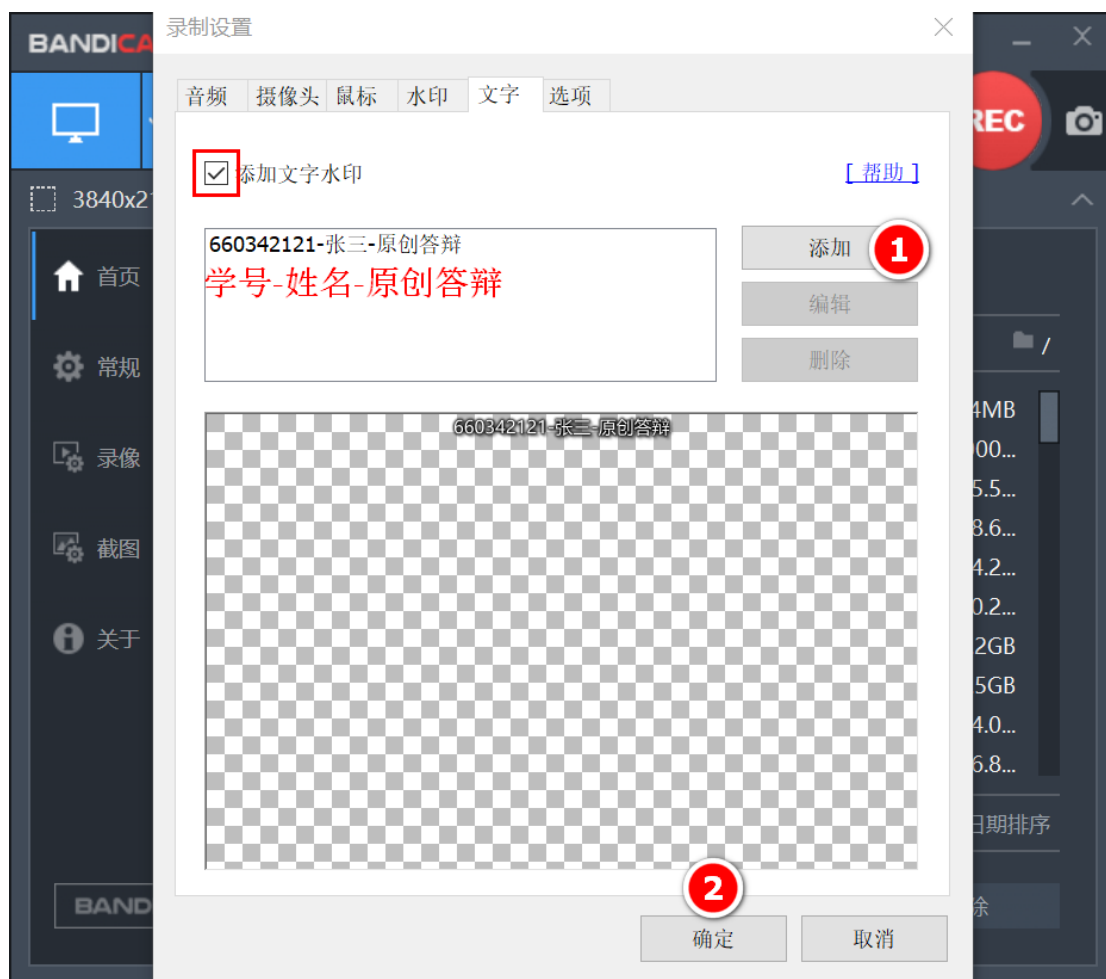 录制设置
BANDICA
音频 摄像头 鼠标 水印 文字 选项
REC
添加文字水印
[ 帮助 ]
3840x2
660342121-张三-原创答辩
学号-姓名-原创答辩
添加
1
编辑
删除
首页
常规
录像
截图
关于
/
660342121-张三-原创答辩
4MB
00...
5.5...
8.6...
4.2...
0.2...
2GB
5GB
4.0...
6.8...
日期排序
2
BAND
除
确定
取消